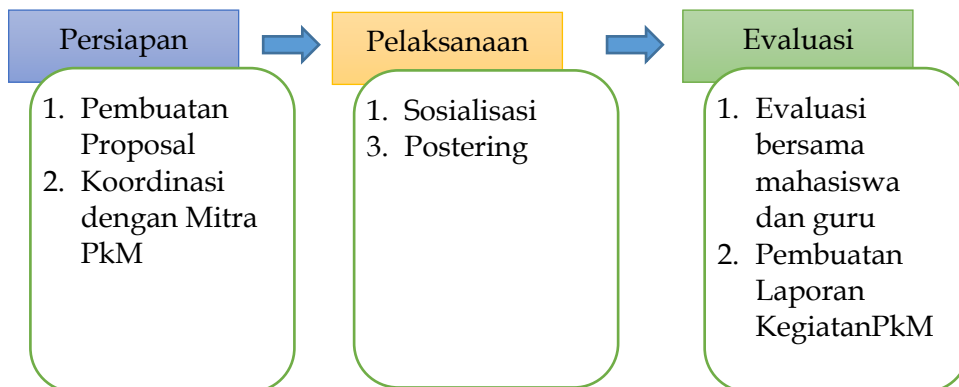 Persiapan
1. Pembuatan
Proposal
2. Koordinasi
dengan Mitra
PkM
Pelaksanaan
1. Sosialisasi
3. Postering
Evaluasi
1. Evaluasi
bersama
mahasiswa
dan guru
2. Pembuatan
Laporan
KegiatanPkM